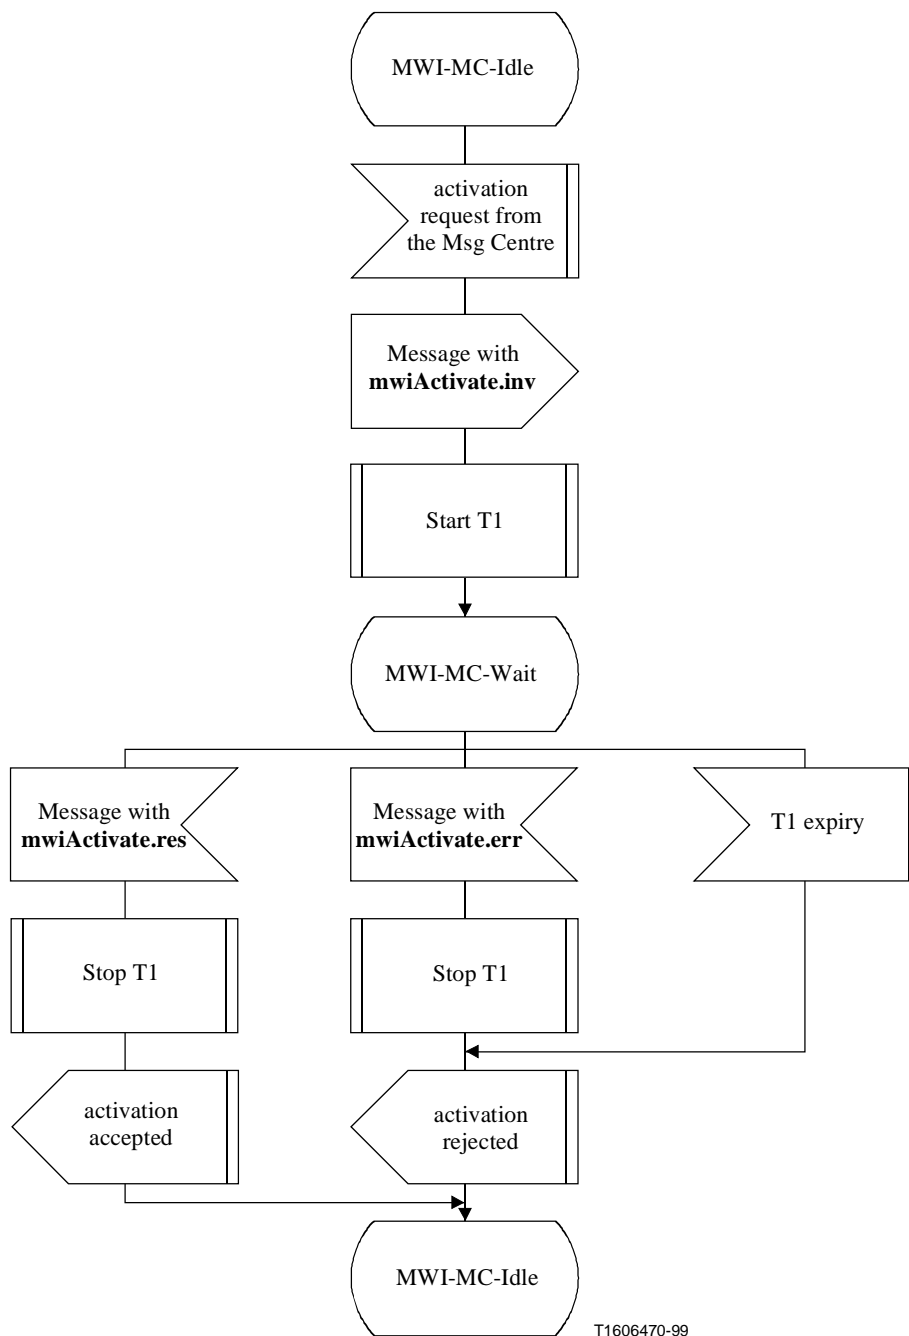 MWI-MC-Idle
activation
request from
the Msg Centre
Message with
mwiActivate.inv
Start T1
MWI-MC-Wait
Message with
mwiActivate.res
Message with
mwiActivate.err
T1 expiry
Stop T1
Stop T1
activation
accepted
activation
rejected
MWI-MC-Idle
T1606470-99